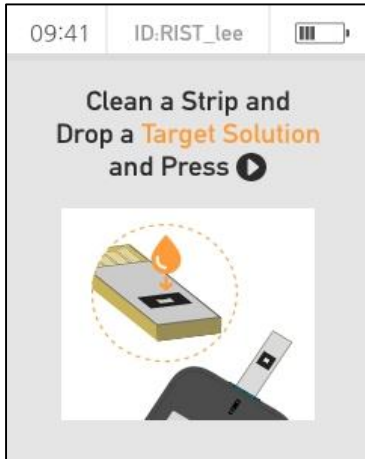 09:41 ID:RIST_lee
Clean a Strip and
Drop a Target Solution
and Press